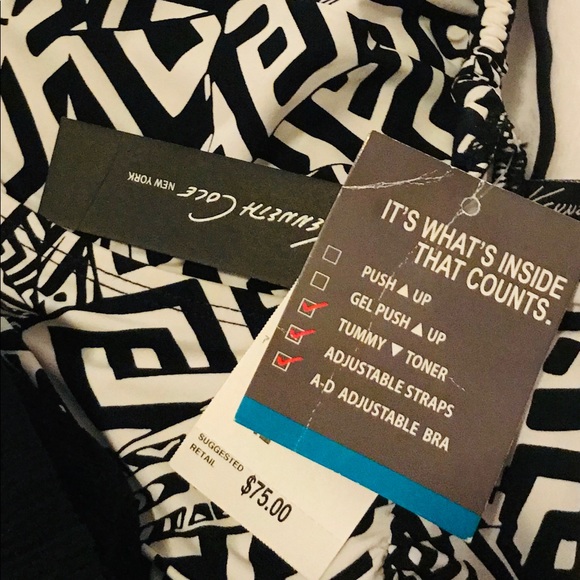 KENNETH COLE NEW YORK
IT'S WHAT'S INSIDE
THAT COUNTS.
PUSH ▲ UP
GEL PUSH ▲ UP
TUMMY ▼ TONER
ADJUSTABLE STRAPS
A-D ADJUSTABLE BRA
SUGGESTED
RETAIL
$75.00